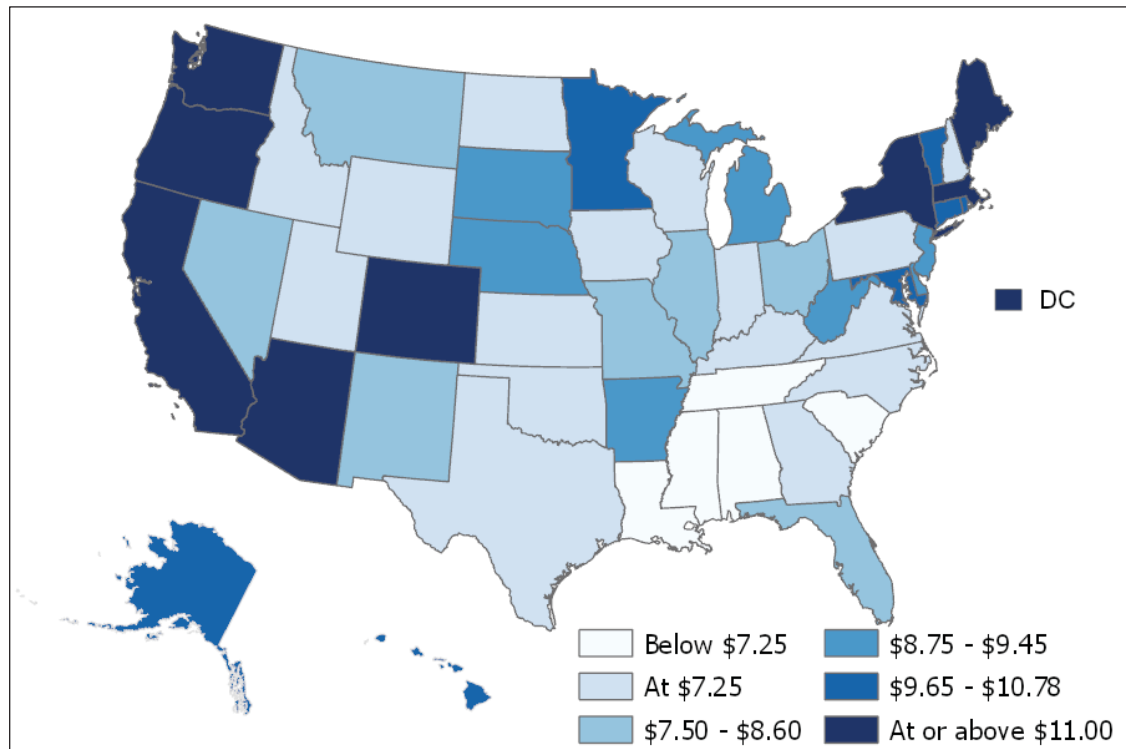 DC
Below $7.25
At $7.25
$7.50 - $8.60
$8.75 - $9.45
$9.65 - $10.78
At or above $11.00